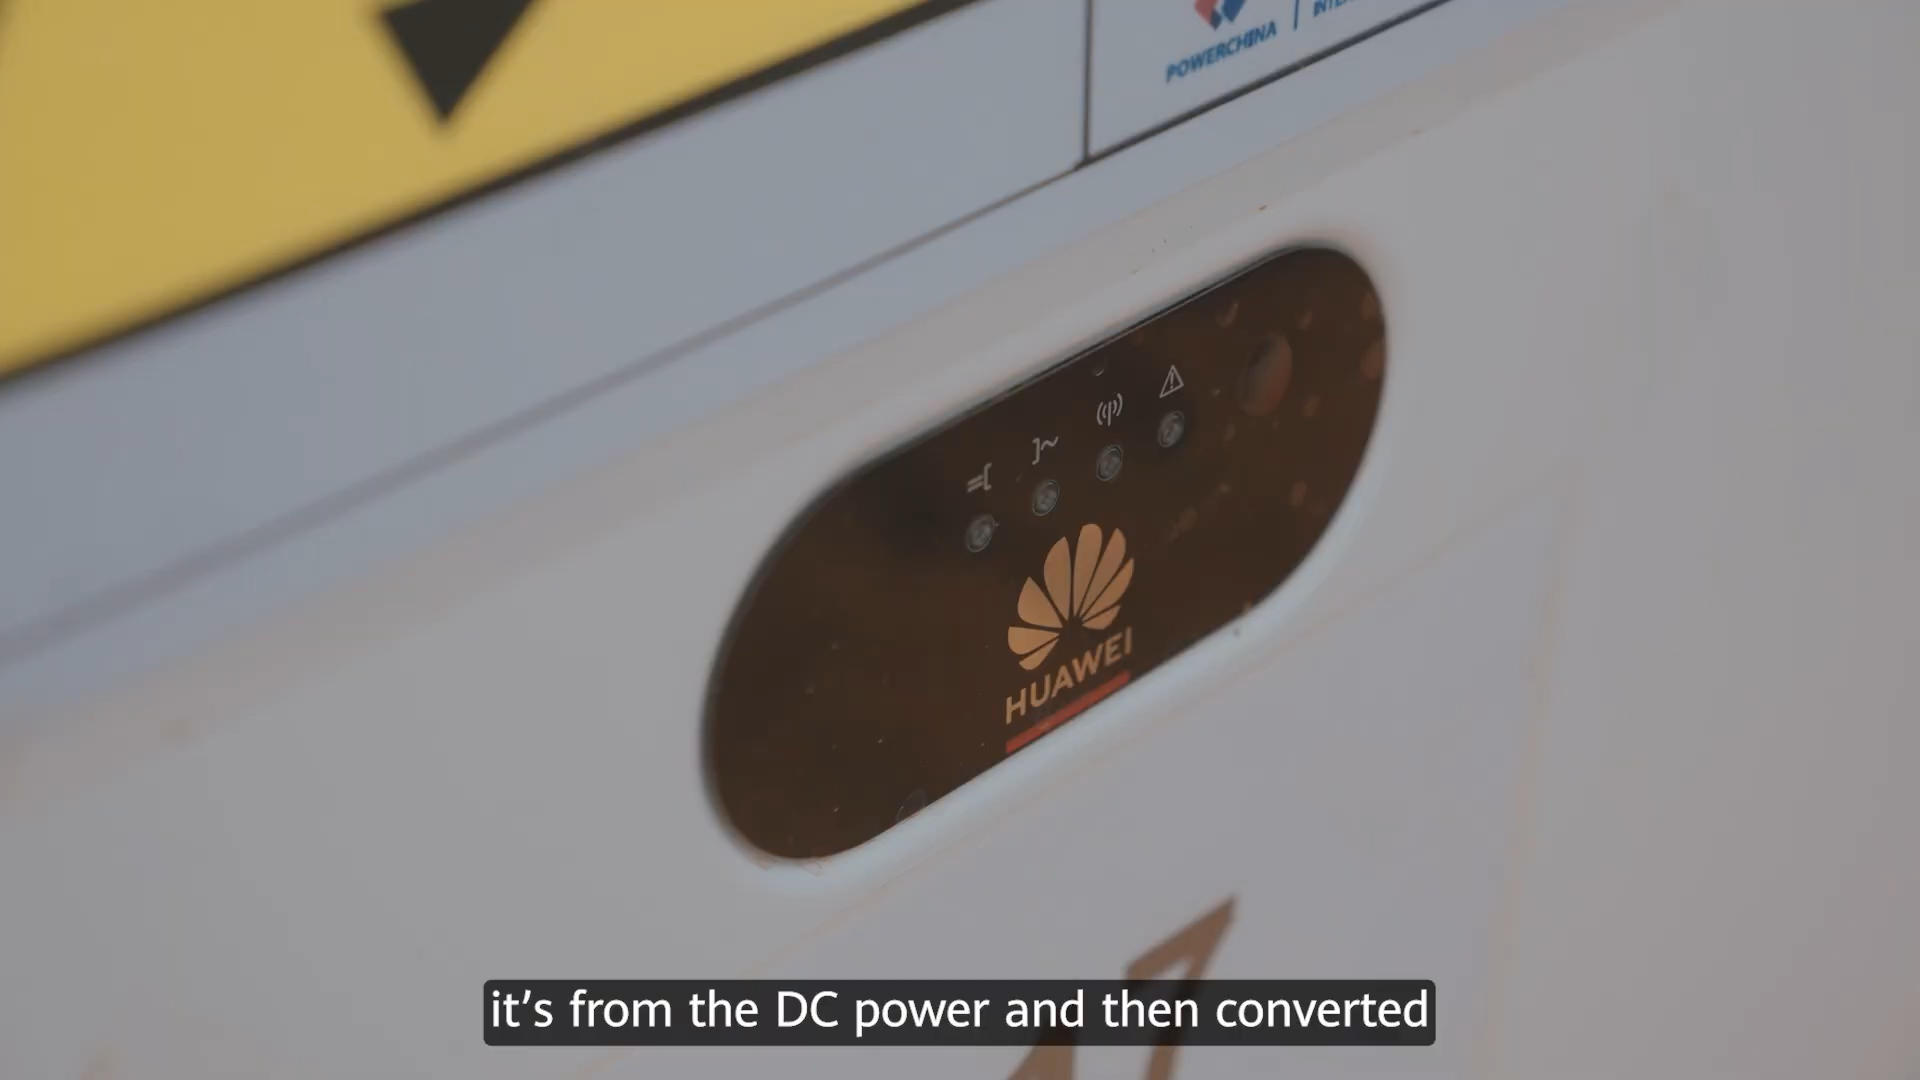 POWERCHINA
HUAWEI
it’s from the DC power and then converted